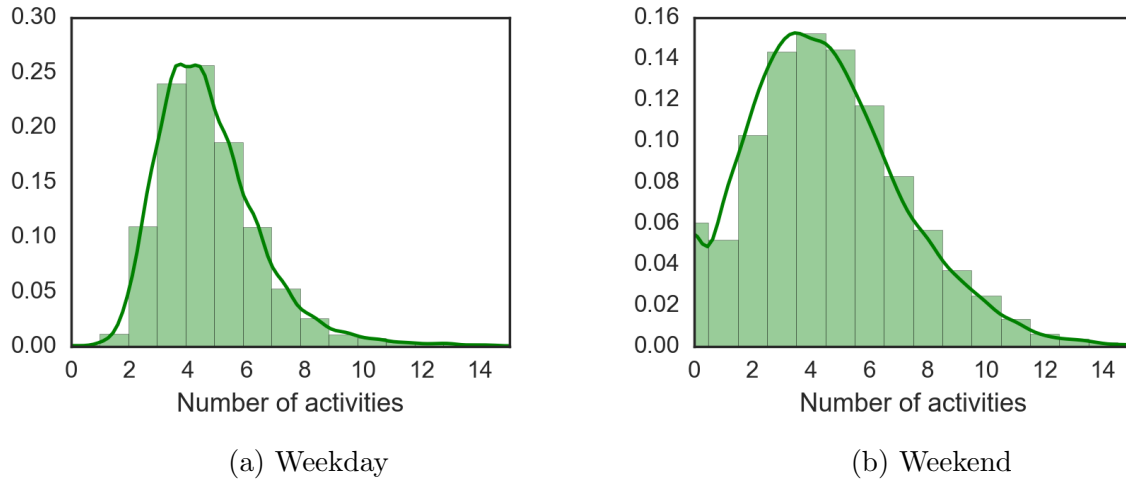 0.30
0.25
0.20
0.15
0.10
0.05
0.00
0 2 4 6 8 10 12 14
Number of activities
(a) Weekday
0.16
0.14
0.12
0.10
0.08
0.06
0.04
0.02
0.00
0 2 4 6 8 10 12 14
Number of activities
(b) Weekend